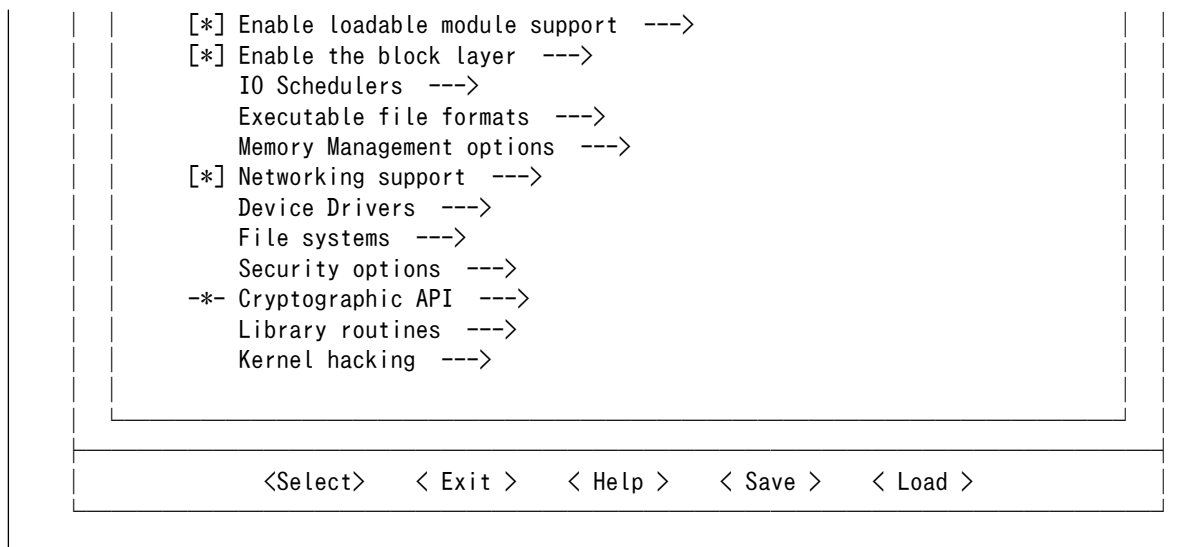 [*] Enable loadable module support  --->
[*] Enable the block layer  --->
    IO Schedulers  --->
    Executable file formats  --->
    Memory Management options  --->
[*] Networking support  --->
    Device Drivers  --->
    File systems  --->
    Security options  --->
-*- Cryptographic API  --->
    Library routines  --->
    Kernel hacking  --->
<Select>    < Exit >    < Help >    < Save >    < Load >